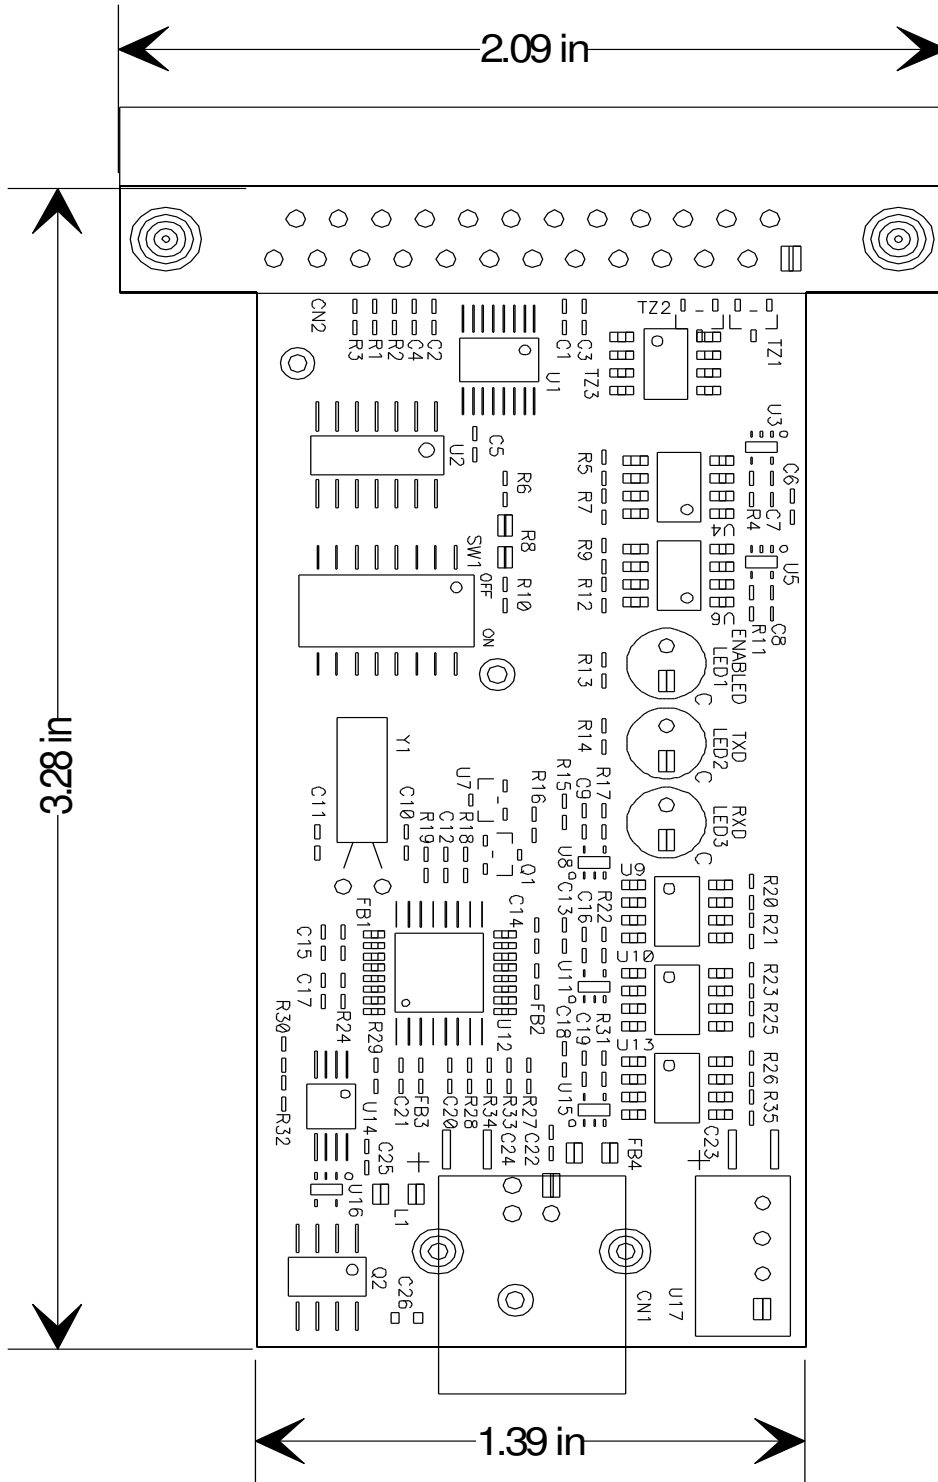 2.09 in
CN2
R3
R1
R2
C4
C2
U1
C1
C3
TZ3
TZ2
TZ1
U2
C5
R6
R5
R7
U3
C6
R4
C7
U4
R8
SW1
OFF
ON
R10
R9
R12
U5
U6
R11
C8
ENABLED
LED1
C
R13
3.28 in
Y1
R14
TXD
LED2
C
C11
C10
U7
R19
C12
R18
R16
R15
C9
R17
RXD
LED3
C
Q1
U8
U9
FB1
C14
C13
C16
R22
R20
R21
C15
C17
R24
U10
U11
FB2
R23
R25
R30
R29
U12
C18
C19
R31
U13
R32
U14
C21
FB3
C20
R28
R34
R33
R27
U15
R26
R35
C25
C24
C22
FB4
C23
U16
L1
Q2
C26
CN1
U17
1.39 in